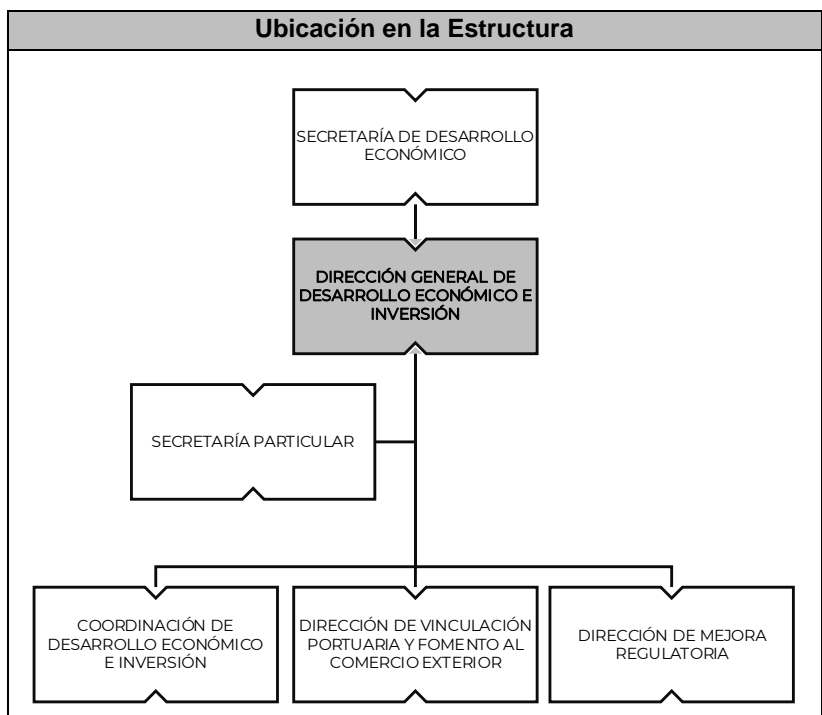 Ubicación en la Estructura
SECRETARÍA DE DESARROLLO
ECONÓMICO
DIRECCIÓN GENERAL DE
DESARROLLO ECONÓMICO E
INVERSIÓN
SECRETARÍA PARTICULAR
COORDINACIÓN DE
DESARROLLO ECONÓMICO
E INVERSIÓN
DIRECCIÓN DE VINCULACIÓN
PORTUARIA Y FOMENTO AL
COMERCIO EXTERIOR
DIRECCIÓN DE MEJORA
REGULATORIA